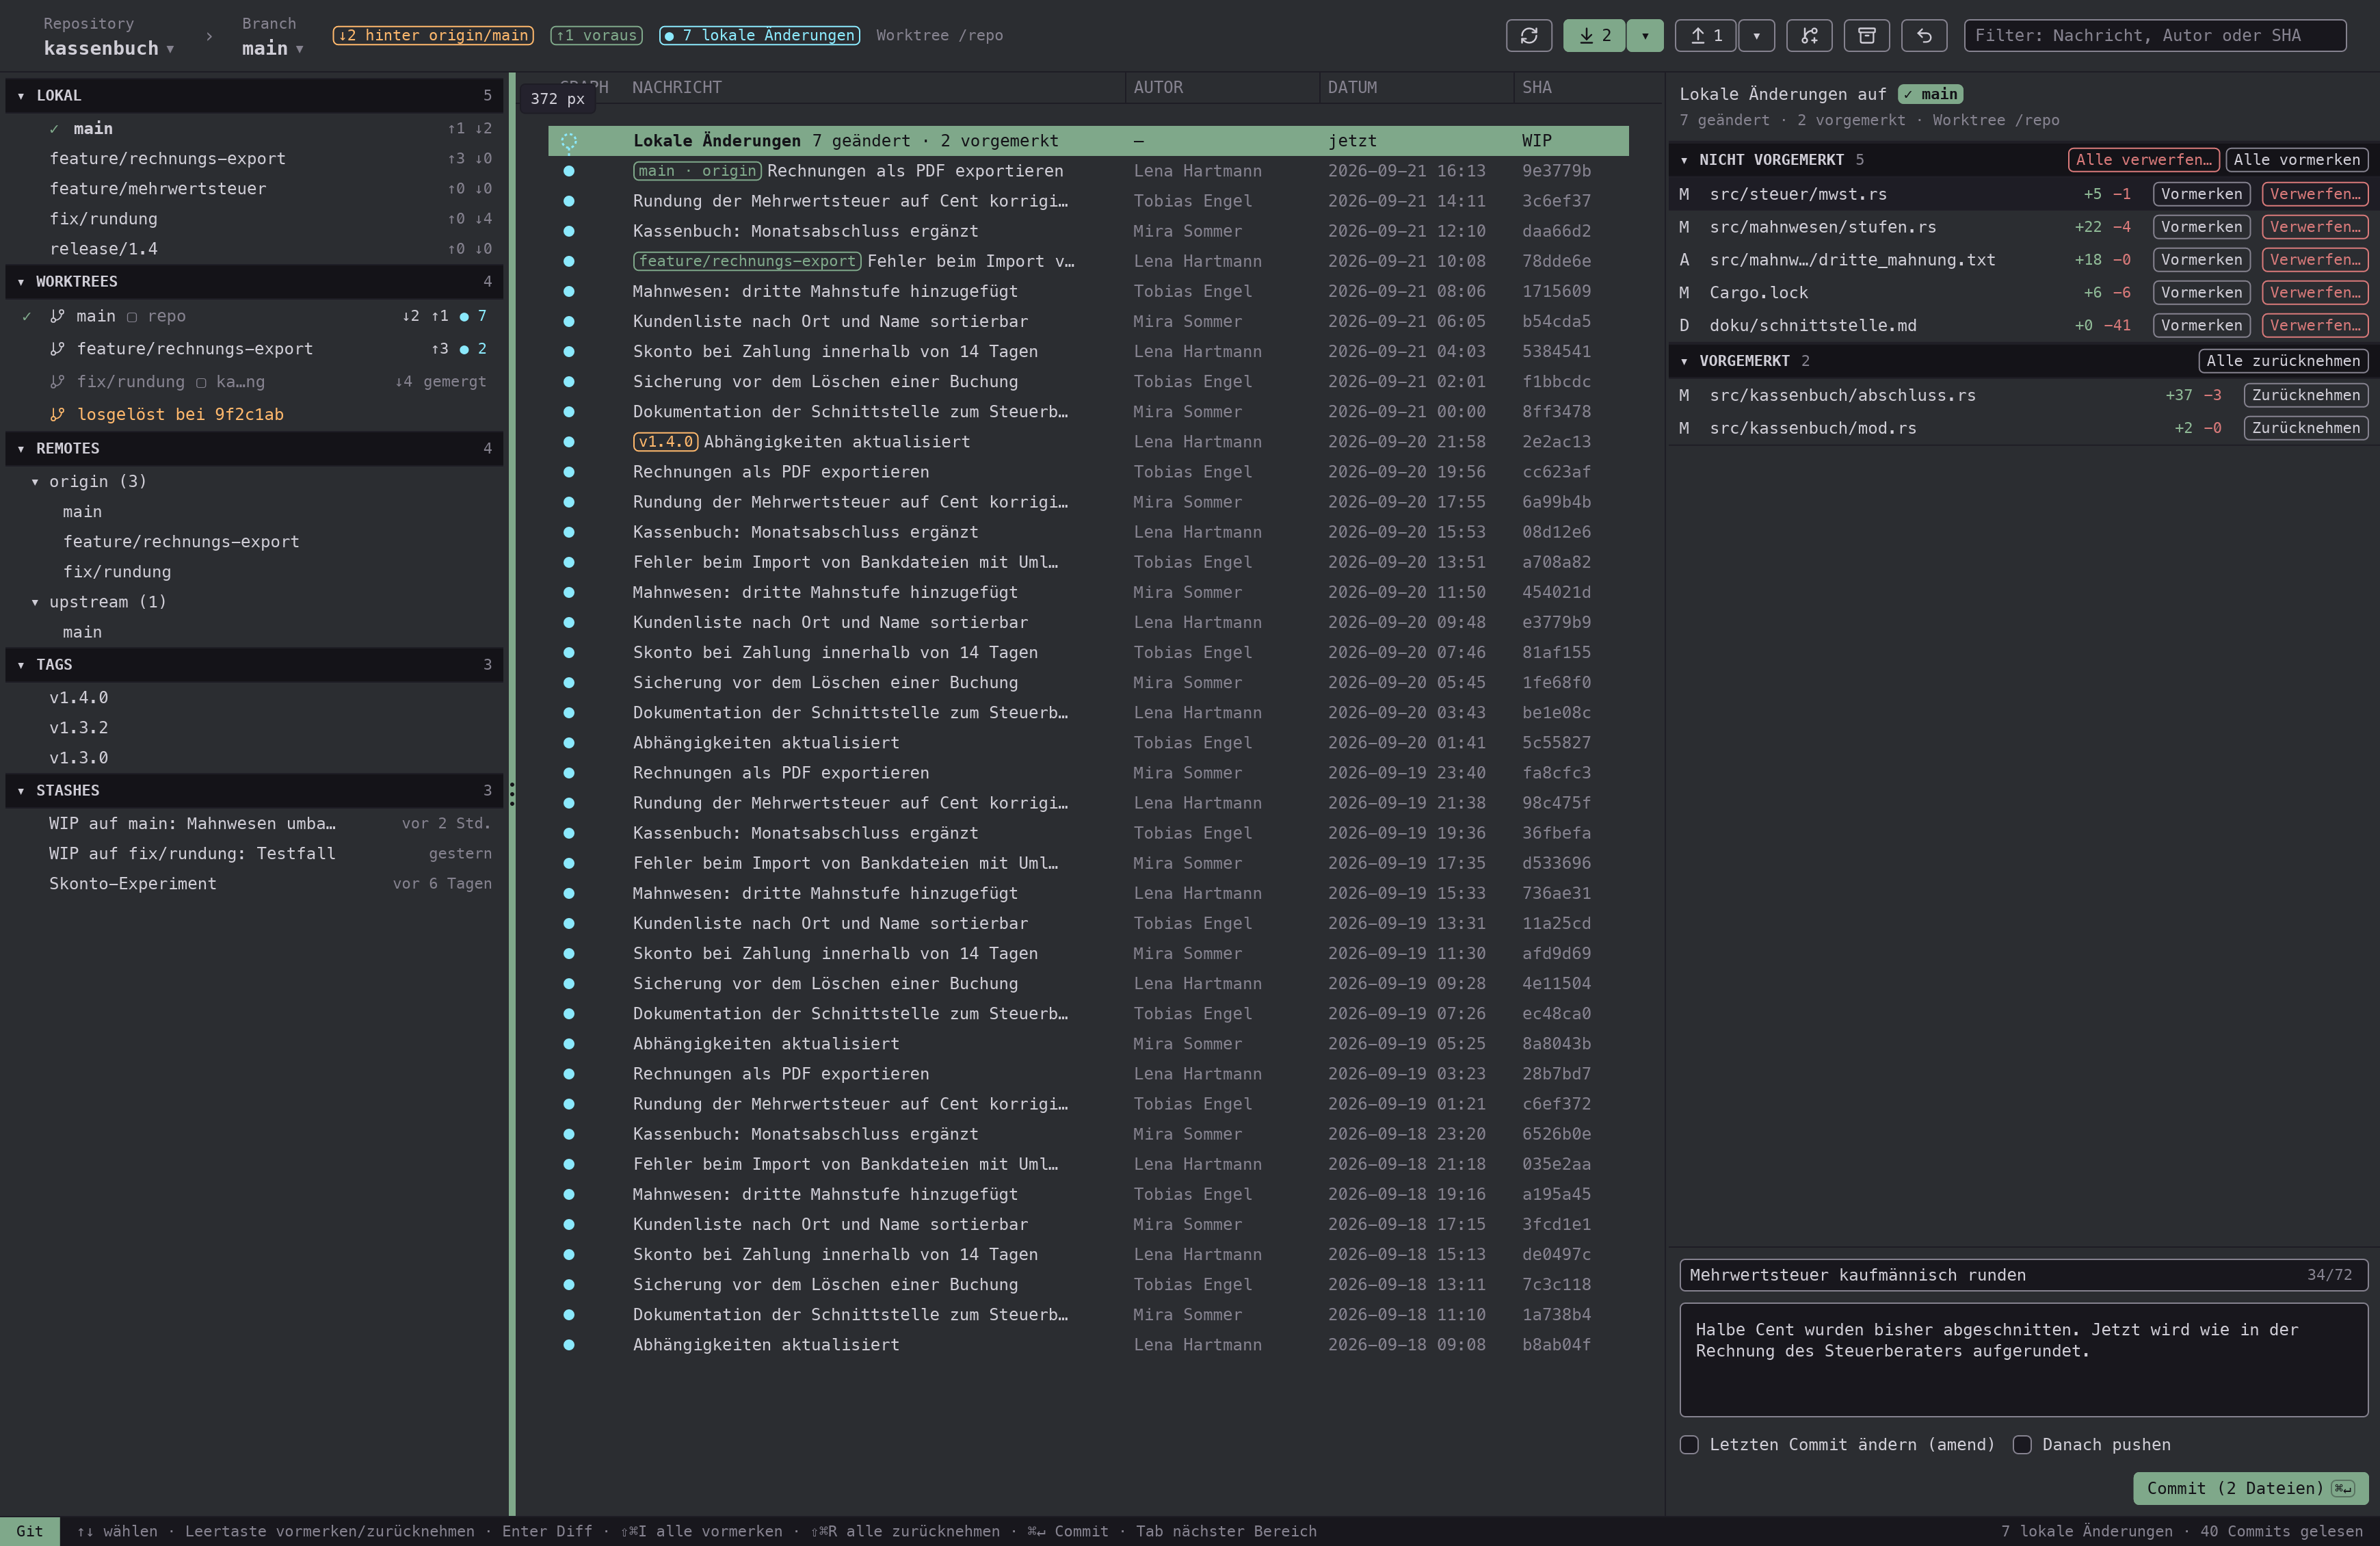 Repository
kassenbuch ▾
›
Branch
main ▾
↓2 hinter origin/main
↑1 voraus
● 7 lokale Änderungen
Worktree /repo
2 ▾
1 ▾
Filter: Nachricht, Autor oder SHA
▾ LOKAL 5
✓ main ↑1 ↓2
feature/rechnungs-export ↑3 ↓0
feature/mehrwertsteuer ↑0 ↓0
fix/rundung ↑0 ↓4
release/1.4 ↑0 ↓0
▾ WORKTREES 4
✓ main ▢ repo ↓2 ↑1 ● 7
feature/rechnungs-export ↑3 ● 2
fix/rundung ▢ ka…ng ↓4 gemergt
losgelöst bei 9f2c1ab
▾ REMOTES 4
▾ origin (3)
main
feature/rechnungs-export
fix/rundung
▾ upstream (1)
main
▾ TAGS 3
v1.4.0
v1.3.2
v1.3.0
▾ STASHES 3
WIP auf main: Mahnwesen umba… vor 2 Std.
WIP auf fix/rundung: Testfall gestern
Skonto-Experiment vor 6 Tagen
372 px
NACHRICHT AUTOR DATUM SHA
Lokale Änderungen 7 geändert · 2 vorgemerkt — jetzt WIP
main · origin Rechnungen als PDF exportieren Lena Hartmann 2026-09-21 16:13 9e3779b
Rundung der Mehrwertsteuer auf Cent korrigi… Tobias Engel 2026-09-21 14:11 3c6ef37
Kassenbuch: Monatsabschluss ergänzt Mira Sommer 2026-09-21 12:10 daa66d2
feature/rechnungs-export Fehler beim Import v… Lena Hartmann 2026-09-21 10:08 78dde6e
Mahnwesen: dritte Mahnstufe hinzugefügt Tobias Engel 2026-09-21 08:06 1715609
Kundenliste nach Ort und Name sortierbar Mira Sommer 2026-09-21 06:05 b54cda5
Skonto bei Zahlung innerhalb von 14 Tagen Lena Hartmann 2026-09-21 04:03 5384541
Sicherung vor dem Löschen einer Buchung Tobias Engel 2026-09-21 02:01 f1bbcdc
Dokumentation der Schnittstelle zum Steuerb… Mira Sommer 2026-09-21 00:00 8ff3478
v1.4.0 Abhängigkeiten aktualisiert Lena Hartmann 2026-09-20 21:58 2e2ac13
Rechnungen als PDF exportieren Tobias Engel 2026-09-20 19:56 cc623af
Rundung der Mehrwertsteuer auf Cent korrigi… Mira Sommer 2026-09-20 17:55 6a99b4b
Kassenbuch: Monatsabschluss ergänzt Lena Hartmann 2026-09-20 15:53 08d12e6
Fehler beim Import von Bankdateien mit Uml… Tobias Engel 2026-09-20 13:51 a708a82
Mahnwesen: dritte Mahnstufe hinzugefügt Mira Sommer 2026-09-20 11:50 454021d
Kundenliste nach Ort und Name sortierbar Lena Hartmann 2026-09-20 09:48 e3779b9
Skonto bei Zahlung innerhalb von 14 Tagen Tobias Engel 2026-09-20 07:46 81af155
Sicherung vor dem Löschen einer Buchung Mira Sommer 2026-09-20 05:45 1fe68f0
Dokumentation der Schnittstelle zum Steuerb… Lena Hartmann 2026-09-20 03:43 be1e08c
Abhängigkeiten aktualisiert Tobias Engel 2026-09-20 01:41 5c55827
Rechnungen als PDF exportieren Mira Sommer 2026-09-19 23:40 fa8cfc3
Rundung der Mehrwertsteuer auf Cent korrigi… Lena Hartmann 2026-09-19 21:38 98c475f
Kassenbuch: Monatsabschluss ergänzt Tobias Engel 2026-09-19 19:36 36fbefa
Fehler beim Import von Bankdateien mit Uml… Mira Sommer 2026-09-19 17:35 d533696
Mahnwesen: dritte Mahnstufe hinzugefügt Lena Hartmann 2026-09-19 15:33 736ae31
Kundenliste nach Ort und Name sortierbar Tobias Engel 2026-09-19 13:31 11a25cd
Skonto bei Zahlung innerhalb von 14 Tagen Mira Sommer 2026-09-19 11:30 afd9d69
Sicherung vor dem Löschen einer Buchung Lena Hartmann 2026-09-19 09:28 4e11504
Dokumentation der Schnittstelle zum Steuerb… Tobias Engel 2026-09-19 07:26 ec48ca0
Abhängigkeiten aktualisiert Mira Sommer 2026-09-19 05:25 8a8043b
Rechnungen als PDF exportieren Lena Hartmann 2026-09-19 03:23 28b7bd7
Rundung der Mehrwertsteuer auf Cent korrigi… Tobias Engel 2026-09-19 01:21 c6ef372
Kassenbuch: Monatsabschluss ergänzt Mira Sommer 2026-09-18 23:20 6526b0e
Fehler beim Import von Bankdateien mit Uml… Lena Hartmann 2026-09-18 21:18 035e2aa
Mahnwesen: dritte Mahnstufe hinzugefügt Tobias Engel 2026-09-18 19:16 a195a45
Kundenliste nach Ort und Name sortierbar Mira Sommer 2026-09-18 17:15 3fcd1e1
Skonto bei Zahlung innerhalb von 14 Tagen Lena Hartmann 2026-09-18 15:13 de0497c
Sicherung vor dem Löschen einer Buchung Tobias Engel 2026-09-18 13:11 7c3c118
Dokumentation der Schnittstelle zum Steuerb… Mira Sommer 2026-09-18 11:10 1a738b4
Abhängigkeiten aktualisiert Lena Hartmann 2026-09-18 09:08 b8ab04f
Lokale Änderungen auf ✓ main
7 geändert · 2 vorgemerkt · Worktree /repo
▾ NICHT VORGEMERKT 5 Alle verwerfen… Alle vormerken
M src/steuer/mwst.rs +5 −1 Vormerken Verwerfen…
M src/mahnwesen/stufen.rs +22 −4 Vormerken Verwerfen…
A src/mahnw…/dritte_mahnung.txt +18 −0 Vormerken Verwerfen…
M Cargo.lock +6 −6 Vormerken Verwerfen…
D doku/schnittstelle.md +0 −41 Vormerken Verwerfen…
▾ VORGEMERKT 2 Alle zurücknehmen
M src/kassenbuch/abschluss.rs +37 −3 Zurücknehmen
M src/kassenbuch/mod.rs +2 −0 Zurücknehmen
Mehrwertsteuer kaufmännisch runden 34/72
Halbe Cent wurden bisher abgeschnitten. Jetzt wird wie in der
Rechnung des Steuerberaters aufgerundet.
Letzten Commit ändern (amend) Danach pushen
Commit (2 Dateien) ⌘↵
Git ↑↓ wählen · Leertaste vormerken/zurücknehmen · Enter Diff · ⇧⌘I alle vormerken · ⇧⌘R alle zurücknehmen · ⌘↵ Commit · Tab nächster Bereich
7 lokale Änderungen · 40 Commits gelesen